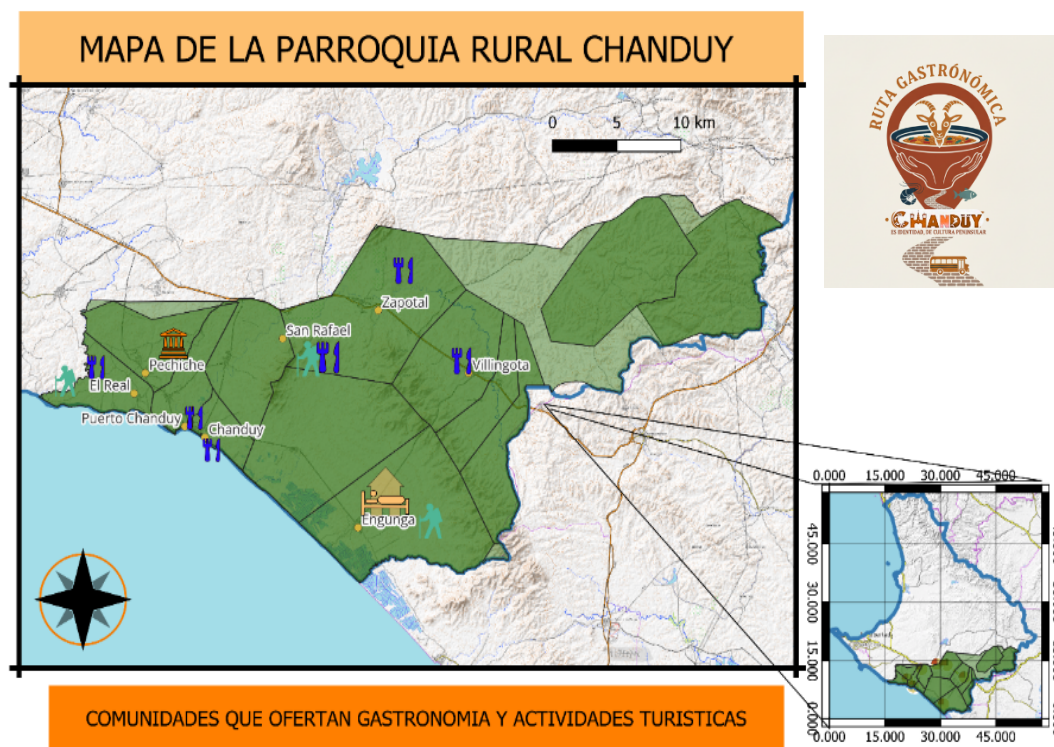 MAPA DE LA PARROQUIA RURAL CHANDUY
RUTA GASTRÓNÓMICA
CHANDUY
ES IDENTIDAD, DE CULTURA PENINSULAR
0 5 10 km
Zapotal
San Rafael
Villingota
Pechiche
El Real
Puerto Chanduy
Chanduy
Engunga
0.000 15.000 30.000 45.000
45.000
30.000
15.000
0.000
0.000 15.000 30.000 45.000
COMUNIDADES QUE OFERTAN GASTRONOMIA Y ACTIVIDADES TURISTICAS